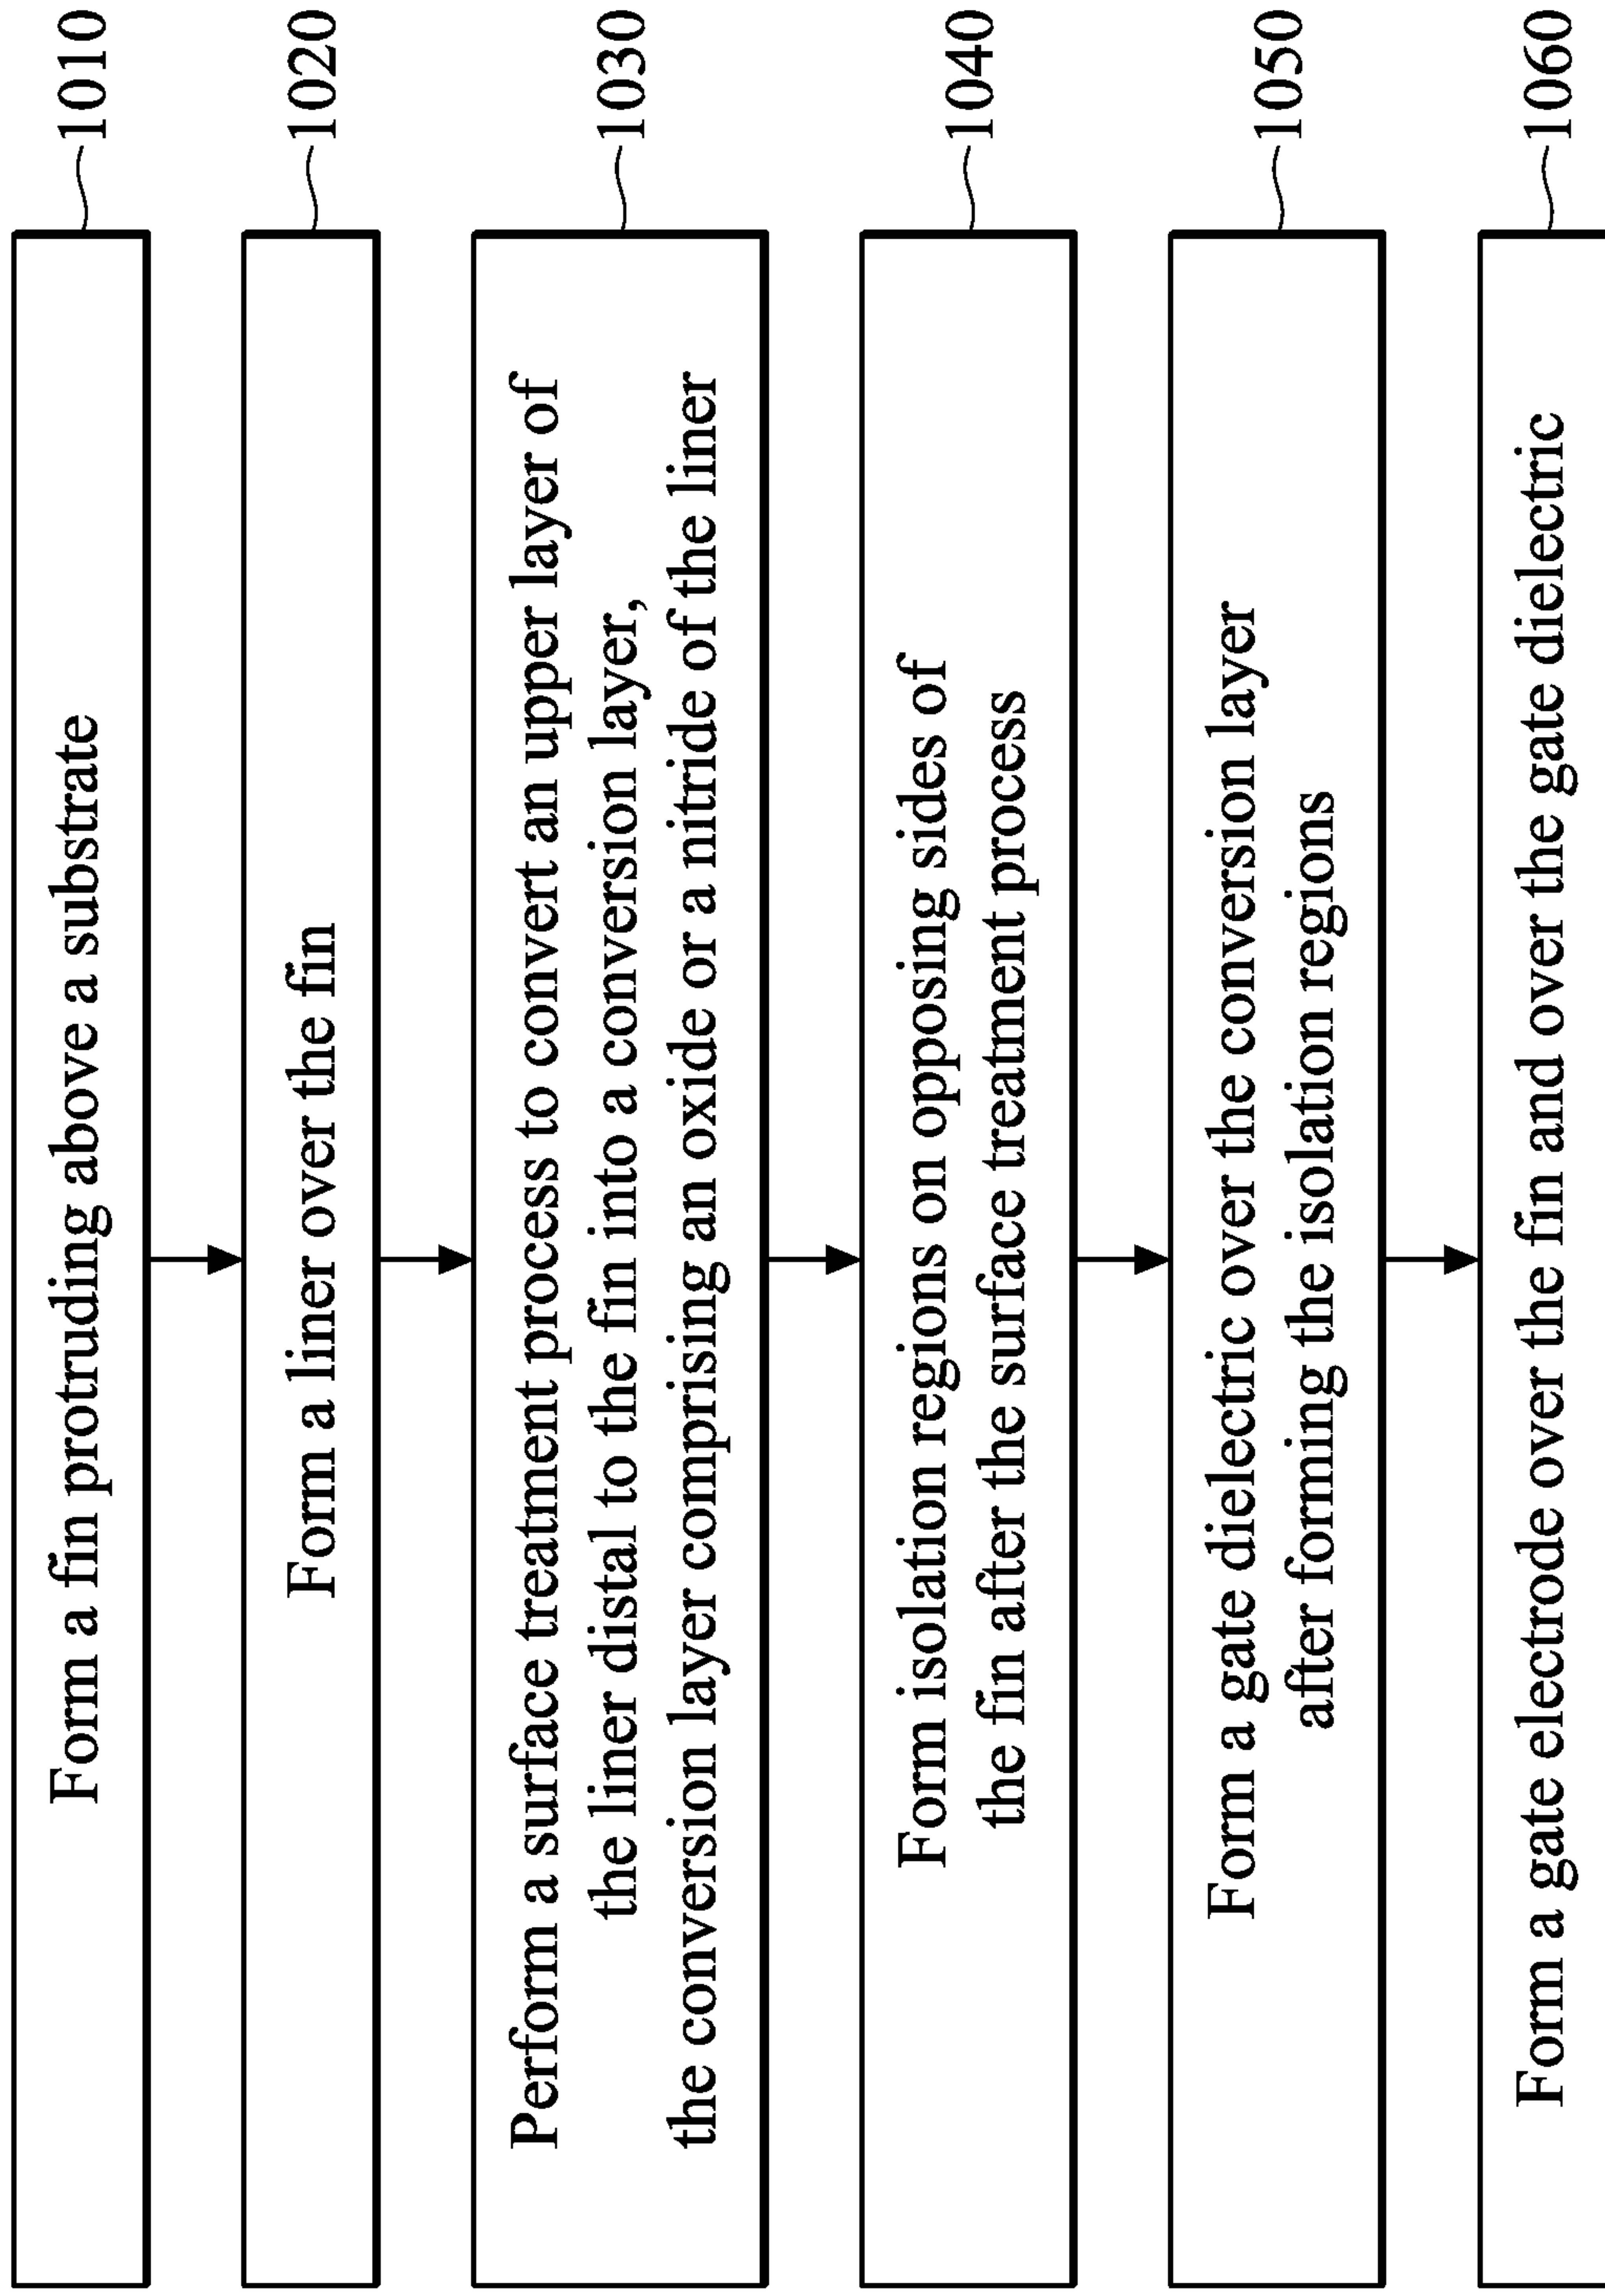 Form a fin protruding above a substrate
1010
Form a liner over the fin
1020
Perform a surface treatment process to convert an upper layer of
the liner distal to the fin into a conversion layer,
the conversion layer comprising an oxide or a nitride of the liner
1030
Form isolation regions on opposing sides of
the fin after the surface treatment process
1040
Form a gate dielectric over the conversion layer
after forming the isolation regions
1050
Form a gate electrode over the fin and over the gate dielectric
1060